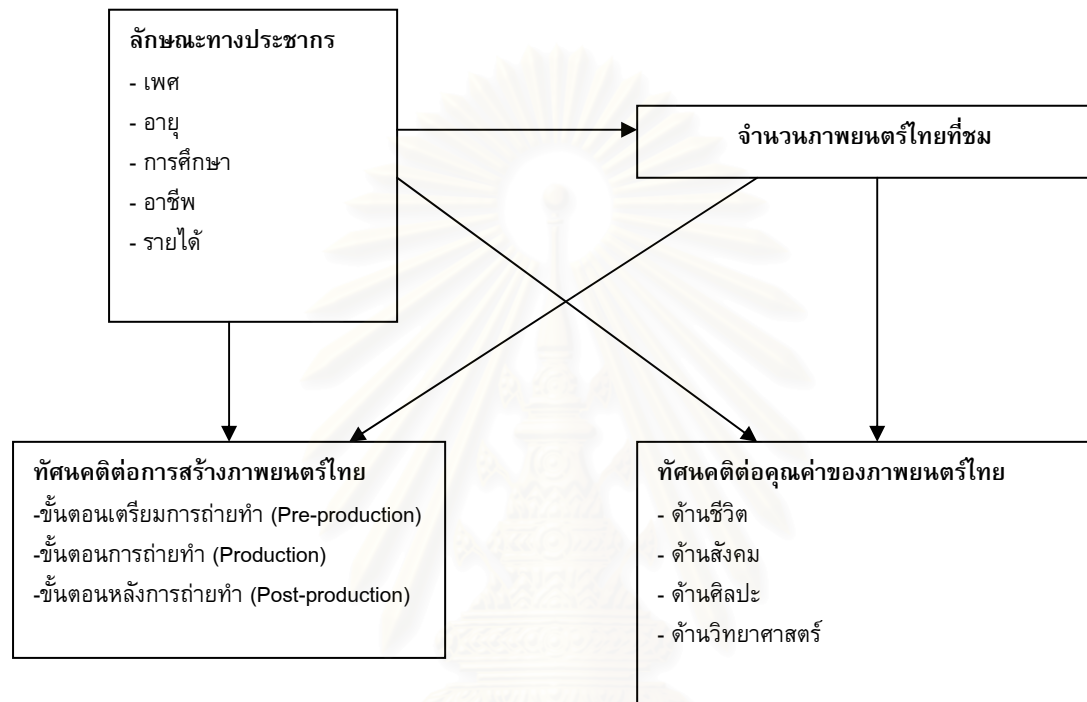 ลักษณะทางประชากร
- เพศ
- อายุ
- การศึกษา
- อาชีพ
- รายได้
จำนวนภาพยนตร์ไทยที่ชม
ทัศนคติต่อการสร้างภาพยนตร์ไทย
-ขั้นตอนเตรียมการถ่ายทำ (Pre-production)
-ขั้นตอนการถ่ายทำ (Production)
-ขั้นตอนหลังการถ่ายทำ (Post-production)
ทัศนคติต่อคุณค่าของภาพยนตร์ไทย
- ด้านชีวิต
- ด้านสังคม
- ด้านศิลปะ
- ด้านวิทยาศาสตร์